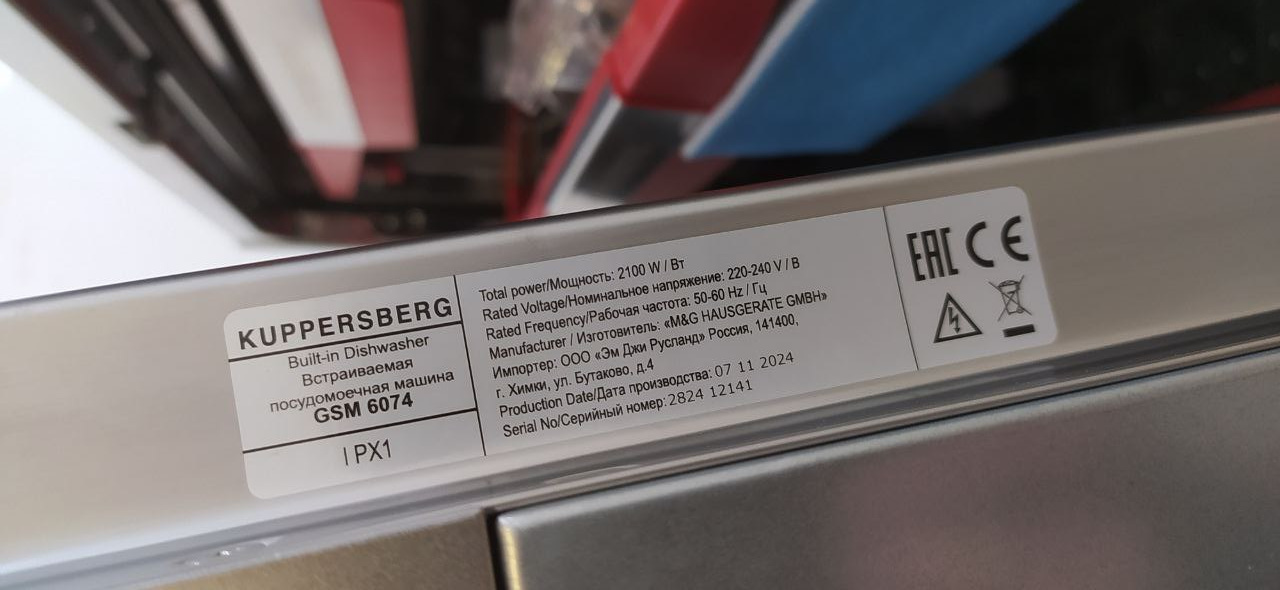 KUPPERSBERG
Built-in Dishwasher
Встраиваемая
посудомоечная машина
GSM 6074
IPX1
Total power/Мощность: 2100 W / Вт
Rated Voltage/Номинальное напряжение: 220-240 V / В
Rated Frequency/Рабочая частота: 50-60 Hz / Гц
Manufacturer / Изготовитель: «M&G HAUSGERATE GMBH»
Импортер: ООО «Эм Джи Русланд» Россия, 141400,
г. Химки, ул. Бутаково, д.4
Production Date/Дата производства: 07 11 2024
Serial No/Серийный номер: 2824 12141
EAC CE